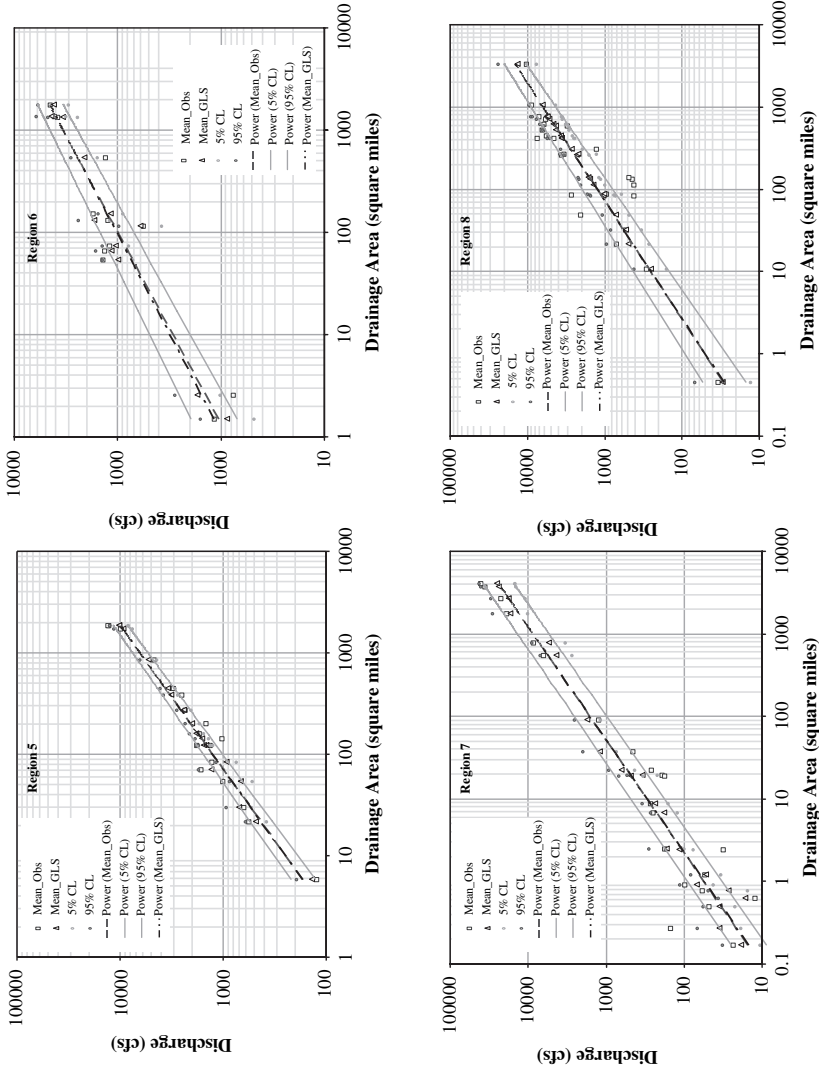 Region 5
100000
10000
1000
100
1
10
100
1000
10000
Discharge (cfs)
Drainage Area (square miles)
Mean_Obs
Mean_GLS
5% CL
95% CL
Power (Mean_Obs)
Power (5% CL)
Power (95% CL)
Power (Mean_GLS)
Region 6
10000
1000
100
10
1
10
100
1000
10000
Discharge (cfs)
Drainage Area (square miles)
Mean_Obs
Mean_GLS
5% CL
95% CL
Power (Mean_Obs)
Power (5% CL)
Power (95% CL)
Power (Mean_GLS)
Region 7
100000
10000
1000
100
10
0.1
1
10
100
1000
10000
Discharge (cfs)
Drainage Area (square miles)
Mean_Obs
Mean_GLS
5% CL
95% CL
Power (Mean_Obs)
Power (5% CL)
Power (95% CL)
Power (Mean_GLS)
Region 8
100000
10000
1000
100
10
0.1
1
10
100
1000
10000
Discharge (cfs)
Drainage Area (square miles)
Mean_Obs
Mean_GLS
5% CL
95% CL
Power (Mean_Obs)
Power (5% CL)
Power (95% CL)
Power (Mean_GLS)